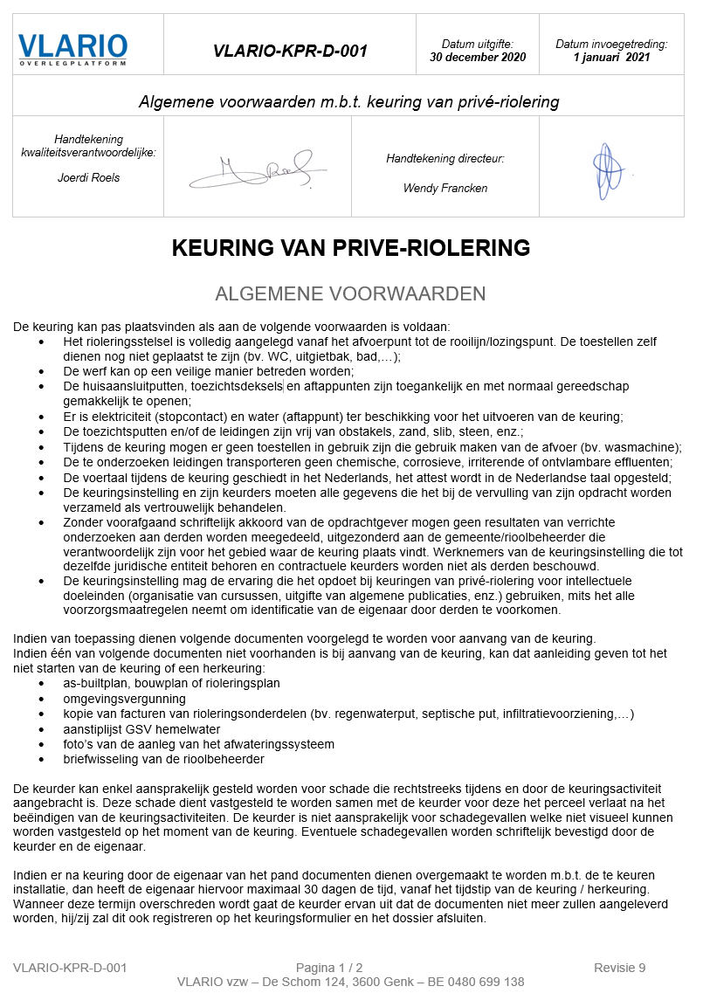 VLARIO
OVERLEGPLATFORM
VLARIO-KPR-D-001
Datum uitgifte:
30 december 2020
Datum invoegetreding:
1 januari 2021
Algemene voorwaarden m.b.t. keuring van privé-riolering
Handtekening
kwaliteitsverantwoordelijke:
Joerdi Roels
Handtekening directeur:
Wendy Francken
KEURING VAN PRIVE-RIOLERING
ALGEMENE VOORWAARDEN
De keuring kan pas plaatsvinden als aan de volgende voorwaarden is voldaan:
• Het rioleringsstelsel is volledig aangelegd vanaf het afvoerpunt tot de rooilijn/lozingspunt. De toestellen zelf
dienen nog niet geplaatst te zijn (bv. WC, uitgietbak, bad,…);
• De werf kan op een veilige manier betreden worden;
• De huisaansluitputten, toezichtsdeksels en aftappunten zijn toegankelijk en met normaal gereedschap
gemakkelijk te openen;
• Er is elektriciteit (stopcontact) en water (aftappunt) ter beschikking voor het uitvoeren van de keuring;
• De toezichtsputten en/of de leidingen zijn vrij van obstakels, zand, slib, steen, enz.;
• Tijdens de keuring mogen er geen toestellen in gebruik zijn die gebruik maken van de afvoer (bv. wasmachine);
• De te onderzoeken leidingen transporteren geen chemische, corrosieve, irriterende of ontvlambare effluenten;
• De voertaal tijdens de keuring geschiedt in het Nederlands, het attest wordt in de Nederlandse taal opgesteld;
• De keuringsinstelling en zijn keurders moeten alle gegevens die het bij de vervulling van zijn opdracht worden
verzameld als vertrouwelijk behandelen.
• Zonder voorafgaand schriftelijk akkoord van de opdrachtgever mogen geen resultaten van verrichte
onderzoeken aan derden worden meegedeeld, uitgezonderd aan de gemeente/rioolbeheerder die
verantwoordelijk zijn voor het gebied waar de keuring plaats vindt. Werknemers van de keuringsinstelling die tot
dezelfde juridische entiteit behoren en contractuele keurders worden niet als derden beschouwd.
• De keuringsinstelling mag de ervaring die het opdoet bij keuringen van privé-riolering voor intellectuele
doeleinden (organisatie van cursussen, uitgifte van algemene publicaties, enz.) gebruiken, mits het alle
voorzorgsmaatregelen neemt om identificatie van de eigenaar door derden te voorkomen.
Indien van toepassing dienen volgende documenten voorgelegd te worden voor aanvang van de keuring.
Indien één van volgende documenten niet voorhanden is bij aanvang van de keuring, kan dat aanleiding geven tot het
niet starten van de keuring of een herkeuring:
• as-builtplan, bouwplan of rioleringsplan
• omgevingsvergunning
• kopie van facturen van rioleringsonderdelen (bv. regenwaterput, septische put, infiltratievoorziening,…)
• aanstiplijst GSV hemelwater
• foto's van de aanleg van het afwateringssysteem
• briefwisseling van de rioolbeheerder
De keurder kan enkel aansprakelijk gesteld worden voor schade die rechtstreeks tijdens en door de keuringsactiviteit
aangebracht is. Deze schade dient vastgesteld te worden samen met de keurder voor deze het perceel verlaat na het
beëindigen van de keuringsactiviteiten. De keurder is niet aansprakelijk voor schadegevallen welke niet visueel kunnen
worden vastgesteld op het moment van de keuring. Eventuele schadegevallen worden schriftelijk bevestigd door de
keurder en de eigenaar.
Indien er na keuring door de eigenaar van het pand documenten dienen overgemaakt te worden m.b.t. de te keuren
installatie, dan heeft de eigenaar hiervoor maximaal 30 dagen de tijd, vanaf het tijdstip van de keuring / herkeuring.
Wanneer deze termijn overschreden wordt gaat de keurder ervan uit dat de documenten niet meer zullen aangeleverd
worden, hij/zij zal dit ook registreren op het keuringsformulier en het dossier afsluiten.
VLARIO-KPR-D-001 Pagina 1 / 2 Revisie 9
VLARIO vzw – De Schom 124, 3600 Genk – BE 0480 699 138